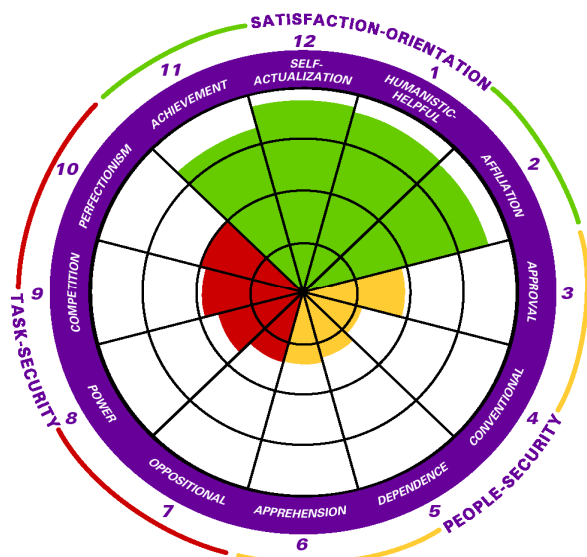 SATISFACTION-ORIENTATION
12
SELF-
ACTUALIZATION
1
HUMANISTIC-
HELPFUL
2
AFFILIATION
3
APPROVAL
4
CONVENTIONAL
PEOPLE-SECURITY
5
DEPENDENCE
6
APPREHENSION
7
OPPOSITIONAL
8
POWER
TASK-SECURITY
9
COMPETITION
10
PERFECTIONISM
11
ACHIEVEMENT